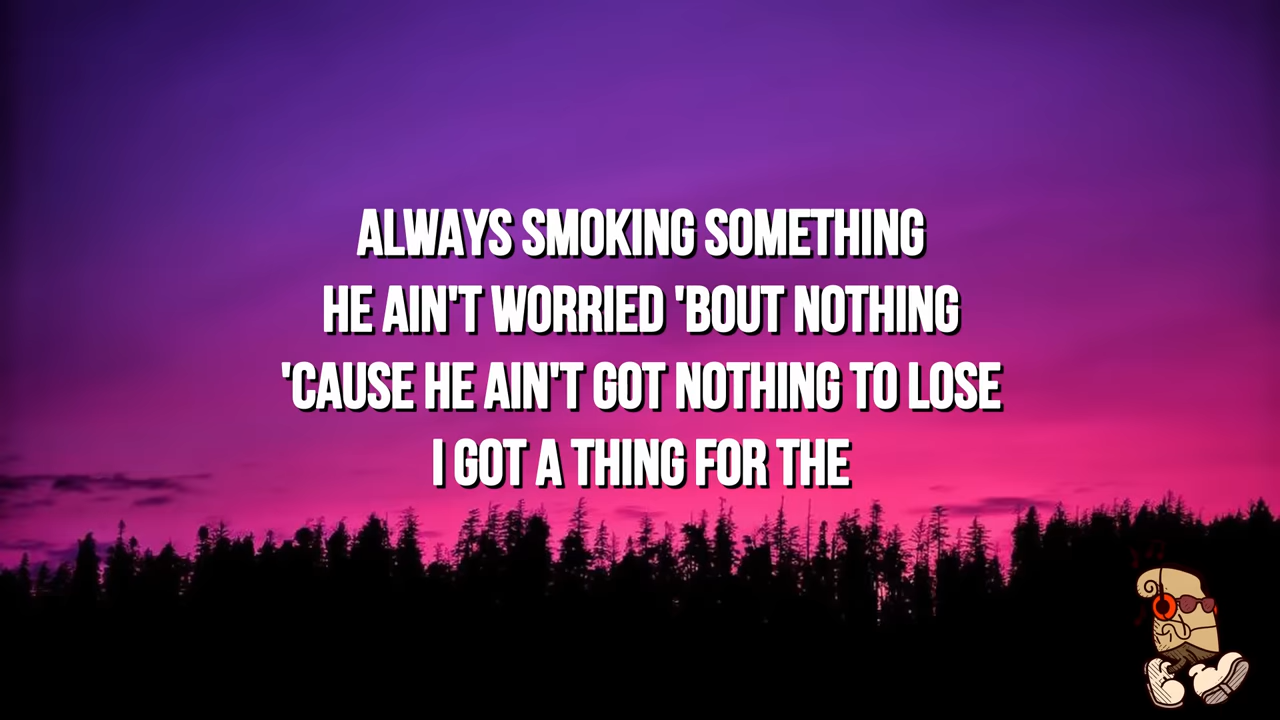 ALWAYS SMOKING SOMETHING
HE AIN'T WORRIED 'BOUT NOTHING
'CAUSE HE AIN'T GOT NOTHING TO LOSE
I GOT A THING FOR THE